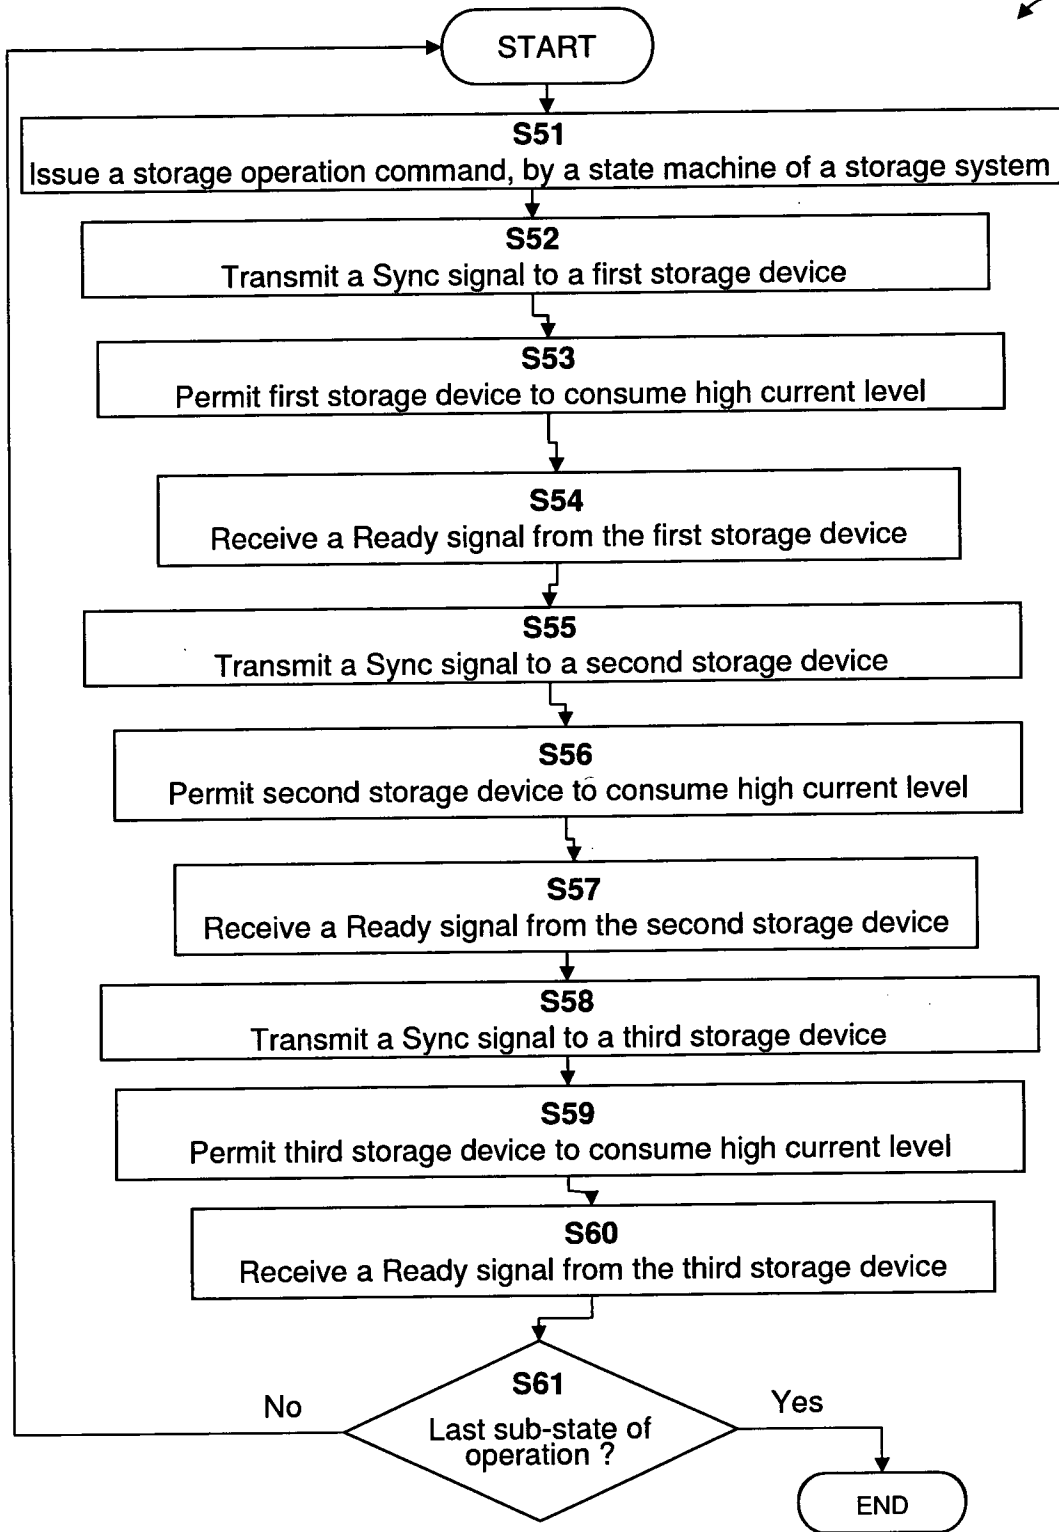 START
S51
Issue a storage operation command, by a state machine of a storage system
S52
Transmit a Sync signal to a first storage device
S53
Permit first storage device to consume high current level
S54
Receive a Ready signal from the first storage device
S55
Transmit a Sync signal to a second storage device
S56
Permit second storage device to consume high current level
S57
Receive a Ready signal from the second storage device
S58
Transmit a Sync signal to a third storage device
S59
Permit third storage device to consume high current level
S60
Receive a Ready signal from the third storage device
S61
No
Yes
Last sub-state of
operation ?
END